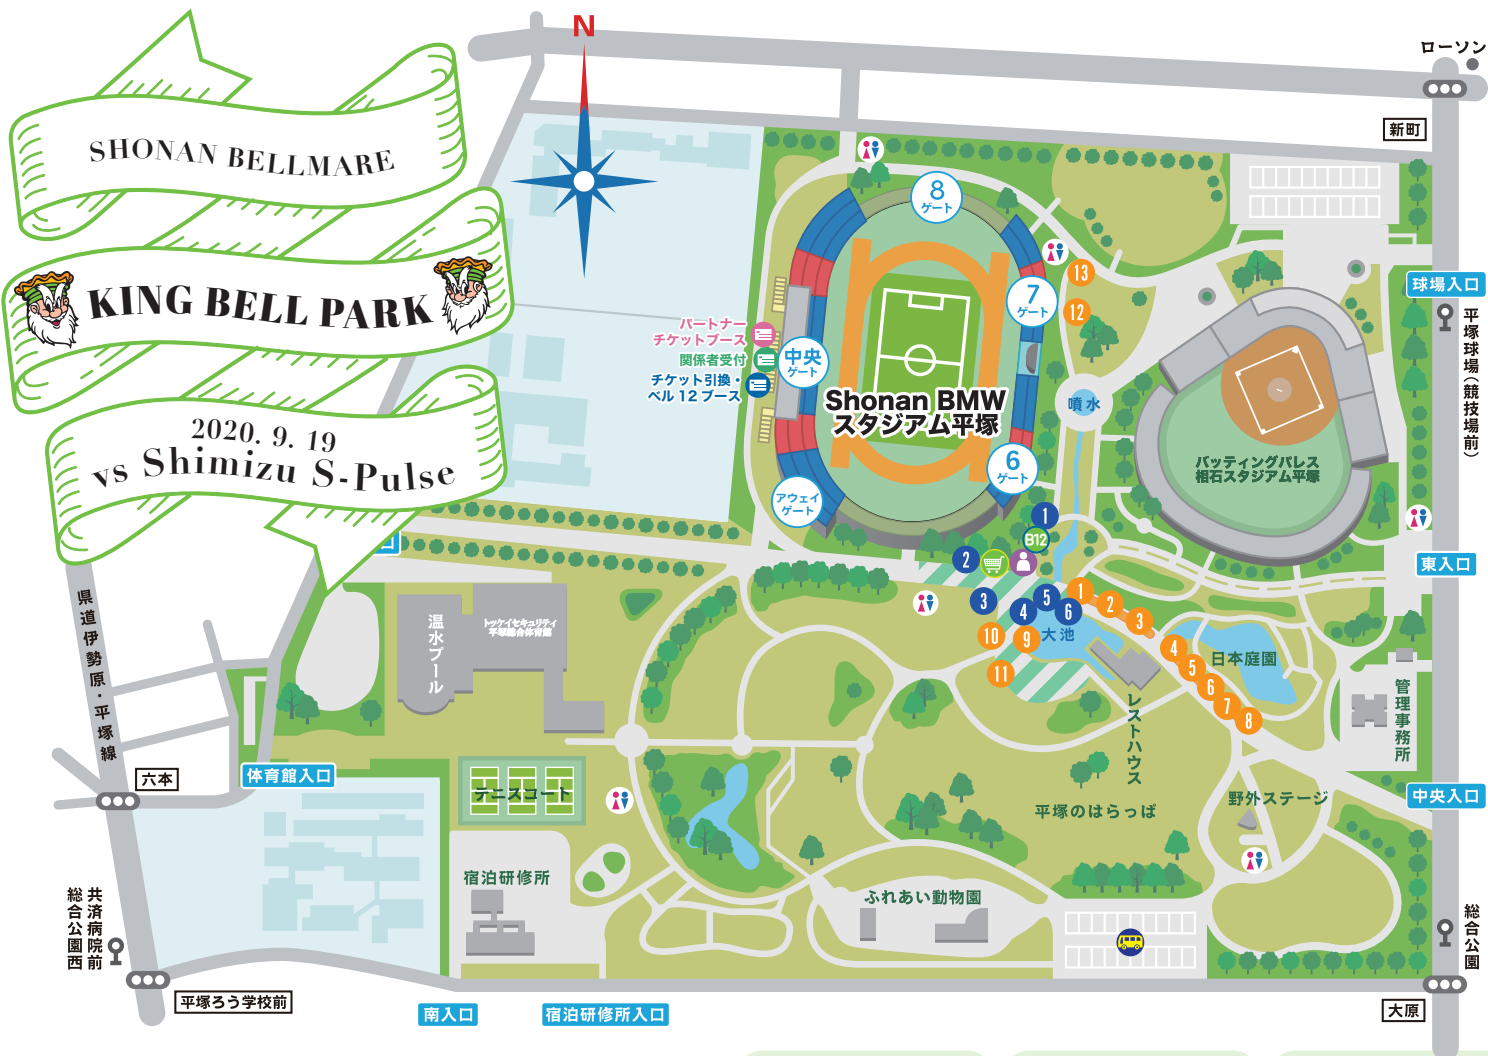 SHONAN BELLMARE
KING BELL PARK
2020. 9. 19
vs Shimizu S-Pulse
N
ローソン
新町
球場入口
平塚球場(競技場前)
東入口
管理事務所
中央入口
総合公園
大原
8
ゲート
7
ゲート
6
ゲート
中央
ゲート
アウェイ
ゲート
パートナー
チケットブース
関係者受付
チケット引換・
ベル12ブース
Shonan BMW
スタジアム平塚
13
12
噴水
バッティングパレス
相石スタジアム平塚
1
B12
2
3
4
5
6
1
2
3
4
5
6
7
8
9
10
11
大池
日本庭園
レストハウス
平塚のはらっぱ
野外ステージ
ふれあい動物園
口
温水プール
トッケイセキュリティ
平塚総合体育館
テニスコート
宿泊研修所
県道伊勢原・平塚線
六本
体育館入口
共済病院前
総合公園西
平塚ろう学校前
南入口
宿泊研修所入口